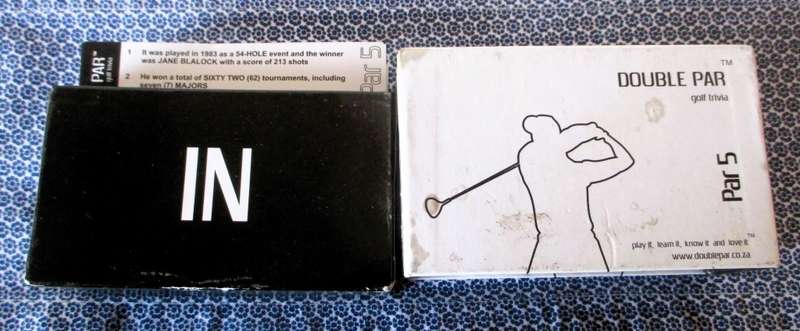 PAR™
golf trivia
1 It was played in 1983 as a 54-HOLE event and the winner
was JANE BLALOCK with a score of 213 shots
2 He won a total of SIXTY TWO (62) tournaments, including
seven (7) MAJORS
Par 5
IN
DOUBLE PAR™
golf trivia
Par 5
play it, learn it, know it and love it™
www.doublepar.co.za